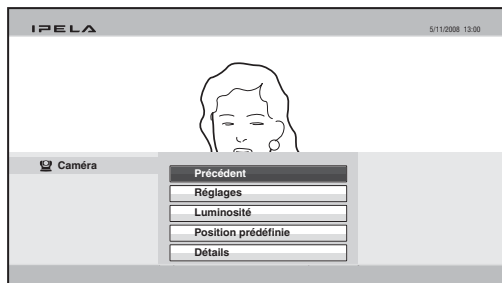 IPELA
5/11/2008 13:00
Caméra
Précédent
Réglages
Luminosité
Position prédéfinie
Détails